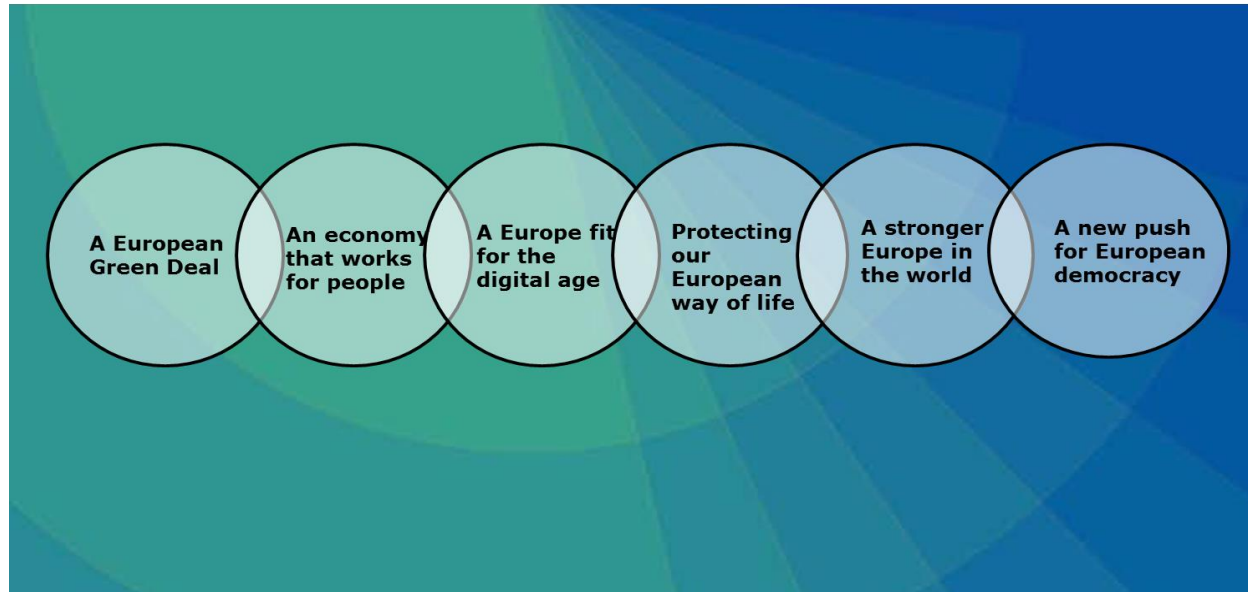 A European
Green Deal
An economy
that works
for people
A Europe fit
for the
digital age
Protecting
our
European
way of life
A stronger
Europe in
the world
A new push
for European
democracy